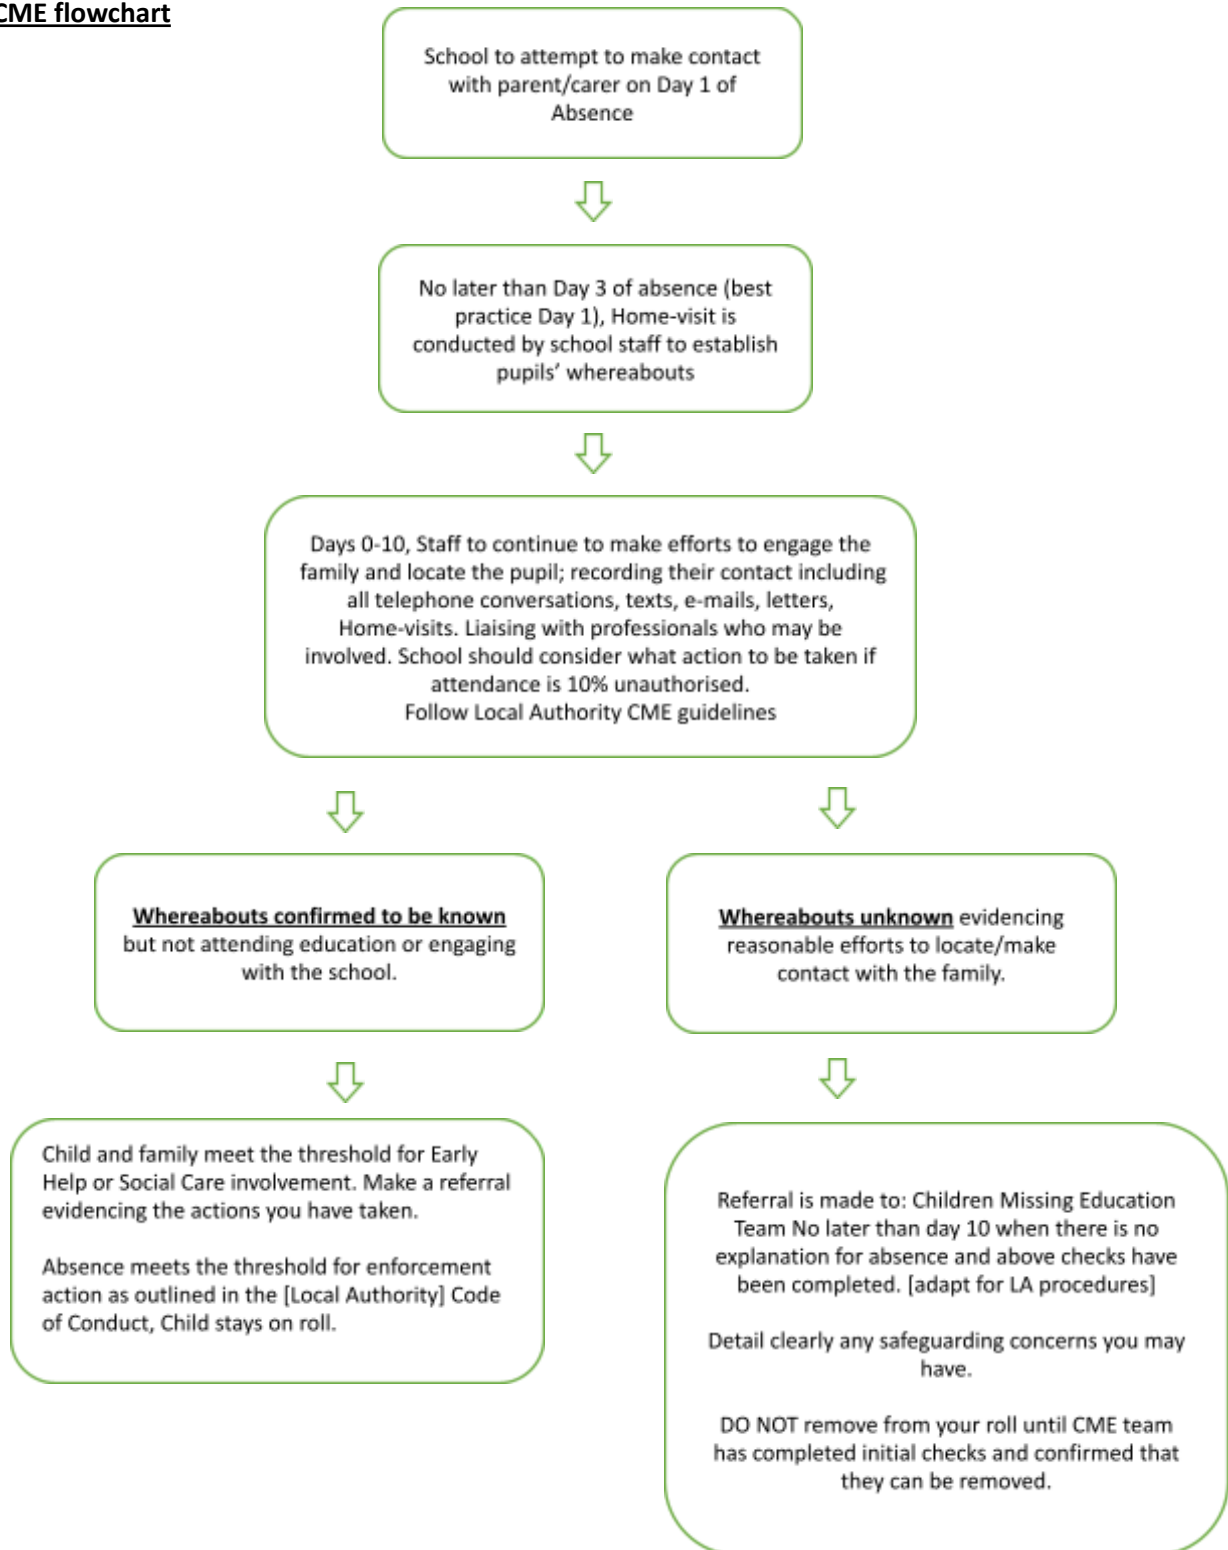 CME flowchart
School to attempt to make contact
with parent/carer on Day 1 of
Absence
No later than Day 3 of absence (best
practice Day 1), Home-visit is
conducted by school staff to establish
pupils’ whereabouts
Days 0-10, Staff to continue to make efforts to engage the
family and locate the pupil; recording their contact including
all telephone conversations, texts, e-mails, letters,
Home-visits. Liaising with professionals who may be
involved. School should consider what action to be taken if
attendance is 10% unauthorised.
Follow Local Authority CME guidelines
Whereabouts confirmed to be known
but not attending education or engaging
with the school.
Whereabouts unknown evidencing
reasonable efforts to locate/make
contact with the family.
Child and family meet the threshold for Early
Help or Social Care involvement. Make a referral
evidencing the actions you have taken.
Absence meets the threshold for enforcement
action as outlined in the [Local Authority] Code
of Conduct, Child stays on roll.
Referral is made to: Children Missing Education
Team No later than day 10 when there is no
explanation for absence and above checks have
been completed. [adapt for LA procedures]
Detail clearly any safeguarding concerns you may
have.
DO NOT remove from your roll until CME team
has completed initial checks and confirmed that
they can be removed.